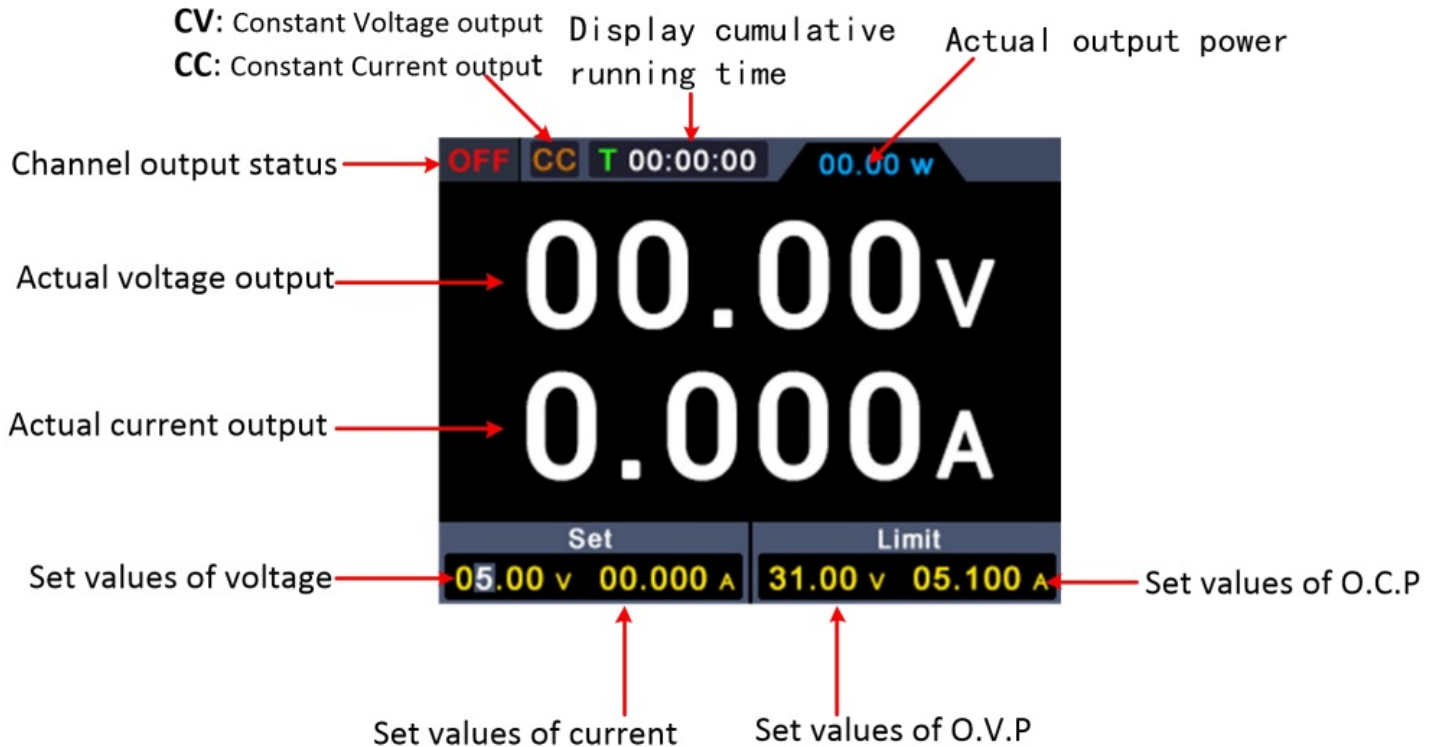 CV: Constant Voltage output
CC: Constant Current output
Display cumulative
running time
Actual output power
Channel output status
OFF CC T 00:00:00 00.00 W
Actual voltage output
00.00V
Actual current output
0.000A
Set Limit
Set values of voltage
05.00 V 00.000 A 31.00 V 05.100 A
Set values of O.C.P
Set values of current
Set values of O.V.P